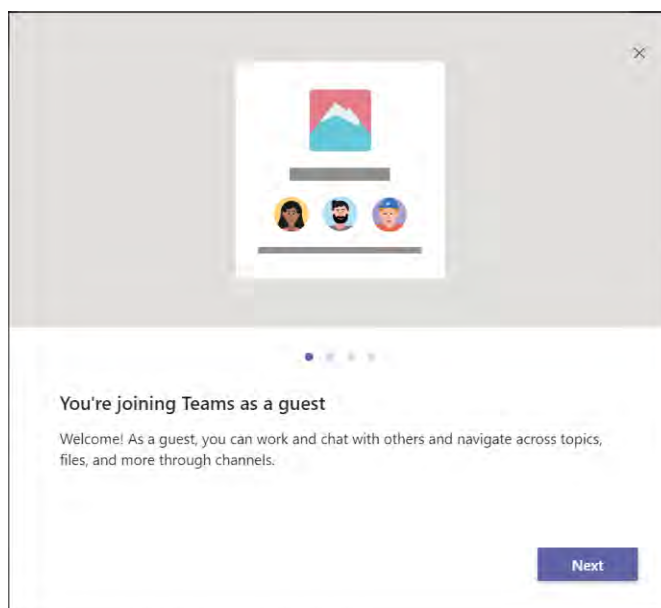 You're joining Teams as a guest
Welcome! As a guest, you can work and chat with others and navigate across topics,
files, and more through channels.
Next